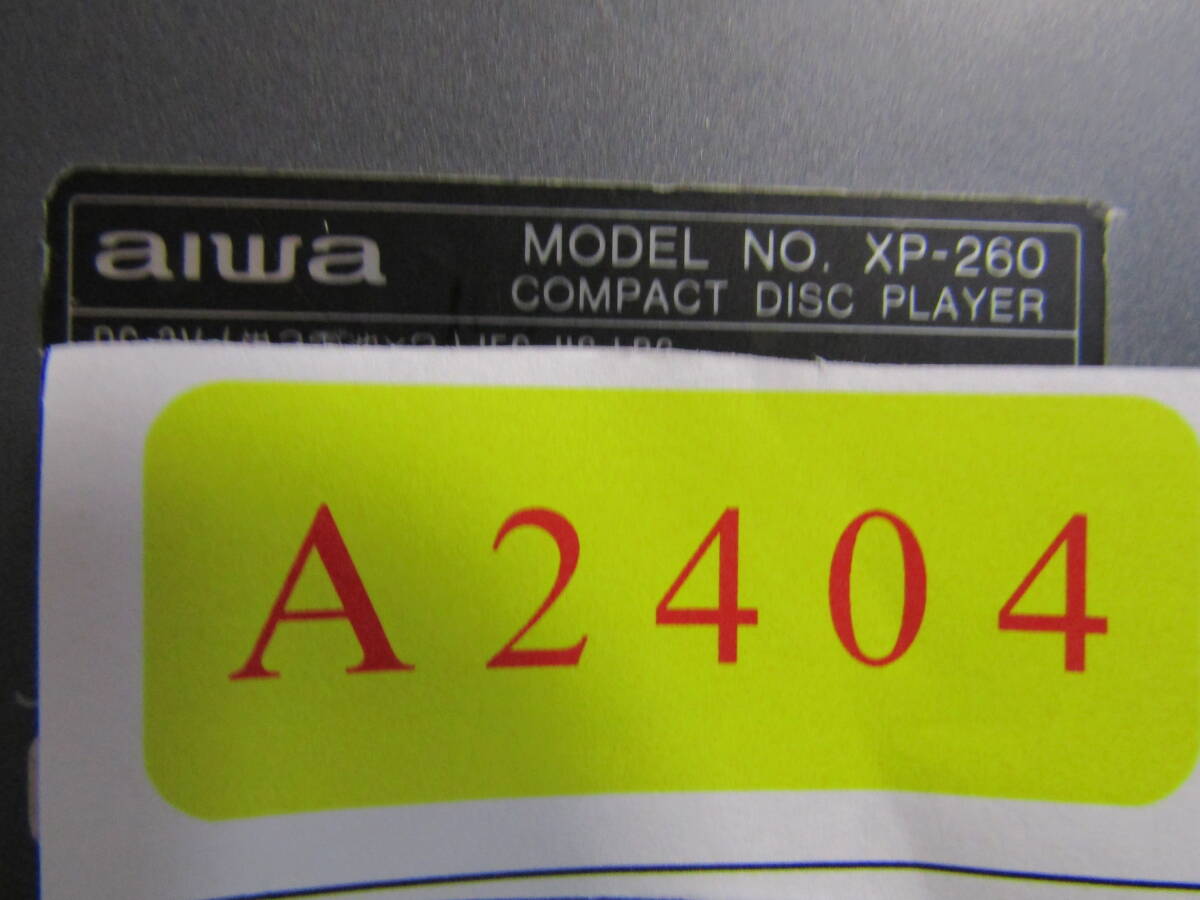 aiwa
MODEL NO. XP-260
COMPACT DISC PLAYER
A2404